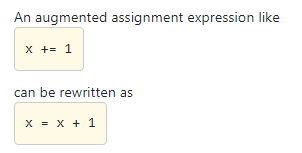 An augmented assignment expression like
x += 1
can be rewritten as
x = x + 1